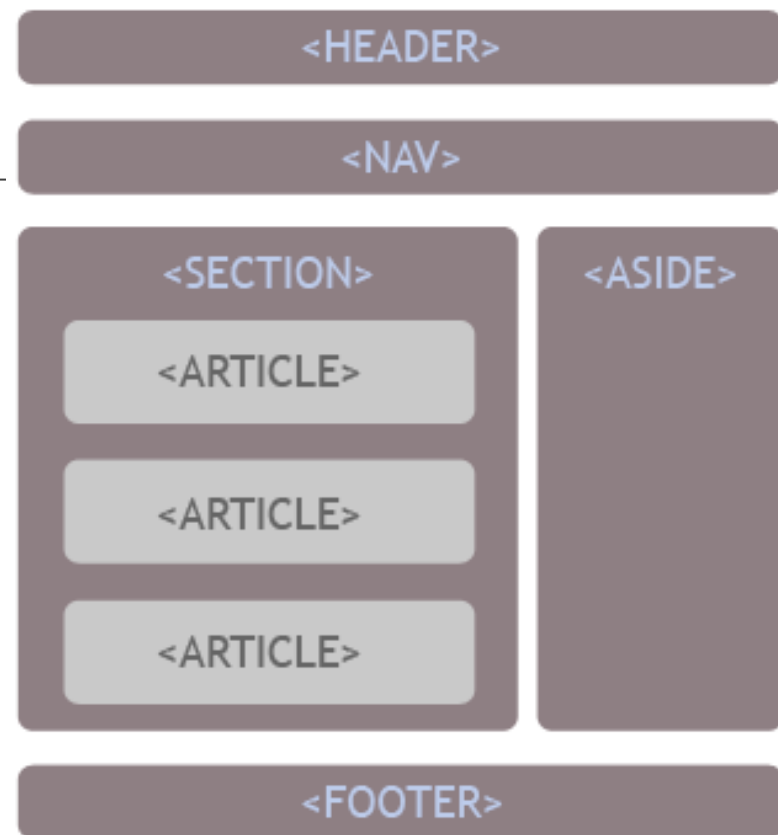 <HEADER>
<NAV>
<SECTION>
<ARTICLE>
<ARTICLE>
<ARTICLE>
<ASIDE>
<FOOTER>